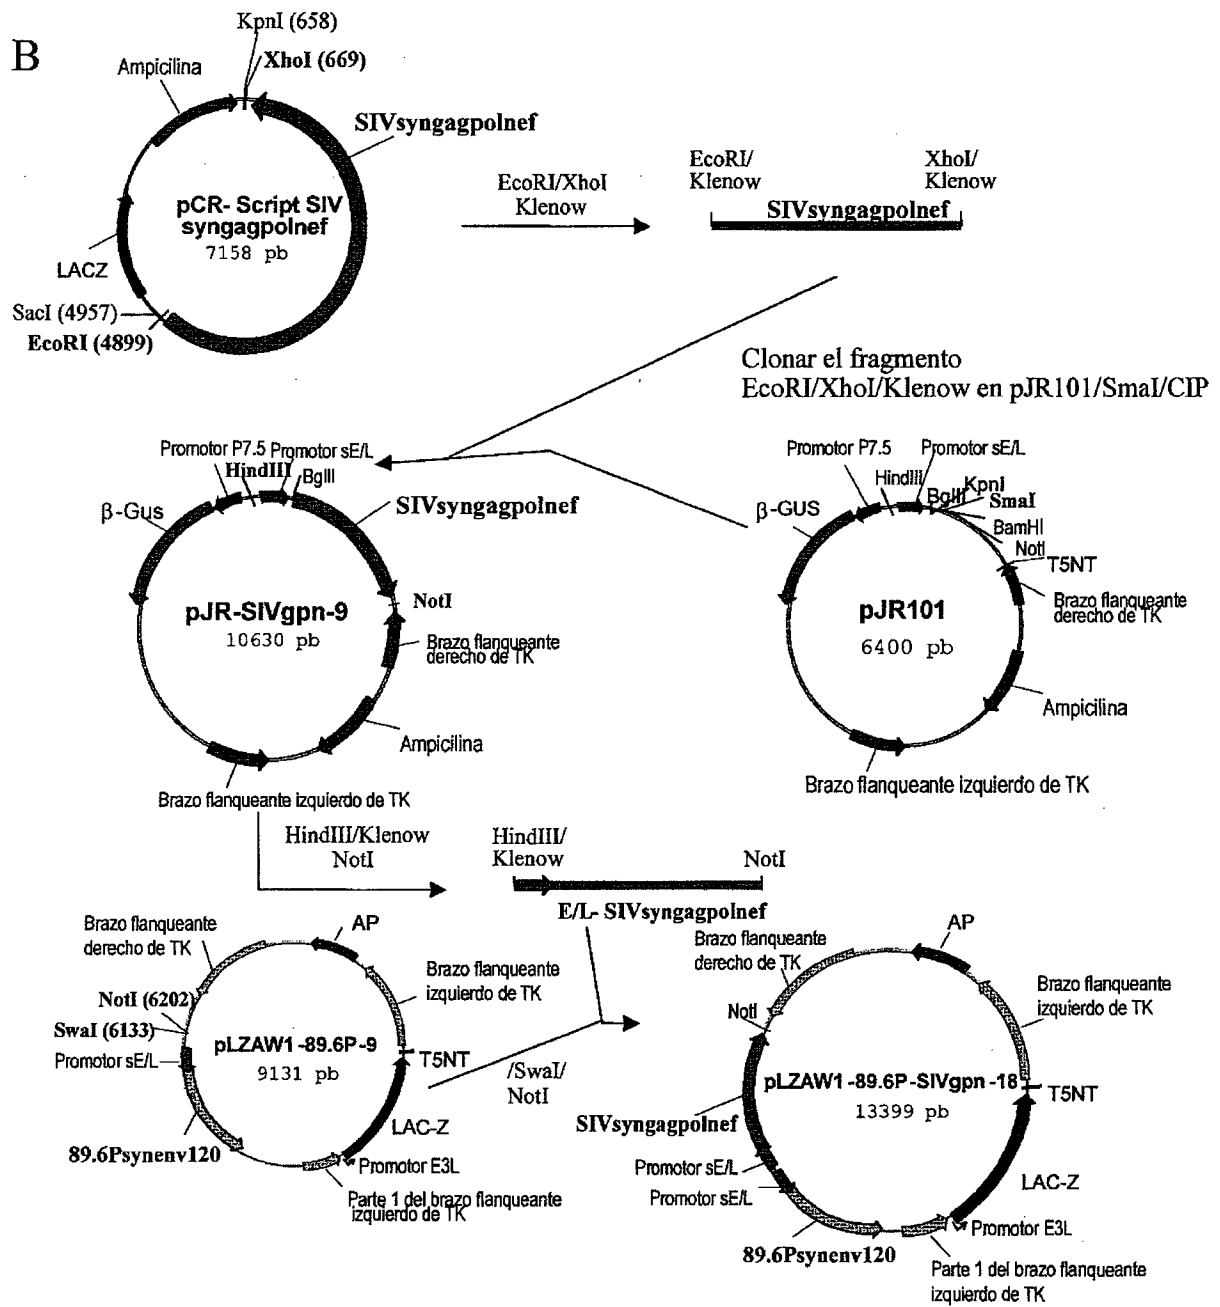 B
KpnI (658)
XhoI (669)
Ampicilina
SIVsyngagpolnef
pCR- Script SIV
syngagpolnef
7158 pb
LACZ
SacI (4957)
EcoRI (4899)
EcoRI/XhoI
Klenow
EcoRI/
Klenow
XhoI/
Klenow
SIVsyngagpolnef
Clonar el fragmento
EcoRI/XhoI/Klenow en pJR101/SmaI/CIP
Promotor P7.5
Promotor sE/L
HindIII
BglII
β-Gus
SIVsyngagpolnef
pJR-SIVgpn-9
10630 pb
NotI
Brazo flanqueante
derecho de TK
Ampicilina
Brazo flanqueante izquierdo de TK
Promotor P7.5
Promotor sE/L
HindIII
BglII
KpnI
SmaI
BamHI
NotI
T5NT
β-GUS
pJR101
6400 pb
Brazo flanqueante
derecho de TK
Ampicilina
Brazo flanqueante izquierdo de TK
HindIII/Klenow
NotI
HindIII/
Klenow
NotI
E/L- SIVsyngagpolnef
Brazo flanqueante
derecho de TK
AP
Brazo flanqueante
izquierdo de TK
NotI (6202)
SwaI (6133)
Promotor sE/L
pLZAW1-89.6P-9
9131 pb
T5NT
LAC-Z
89.6Psynenv120
Promotor E3L
Parte 1 del brazo flanqueante
izquierdo de TK
/SwaI/
NotI
Brazo flanqueante
derecho de TK
AP
Brazo flanqueante
izquierdo de TK
NotI
pLZAW1-89.6P-SIVgpn-18
13399 pb
T5NT
SIVsyngagpolnef
Promotor sE/L
Promotor sE/L
LAC-Z
89.6Psynenv120
Promotor E3L
Parte 1 del brazo flanqueante
izquierdo de TK